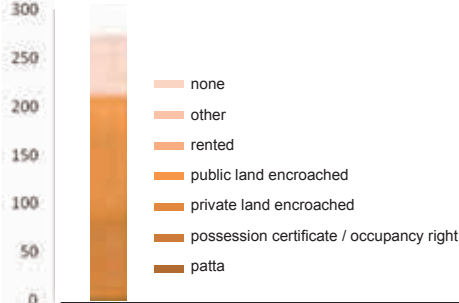 300
250
200
150
100
50
0
none
other
rented
public land encroached
private land encroached
possession certificate / occupancy right
patta